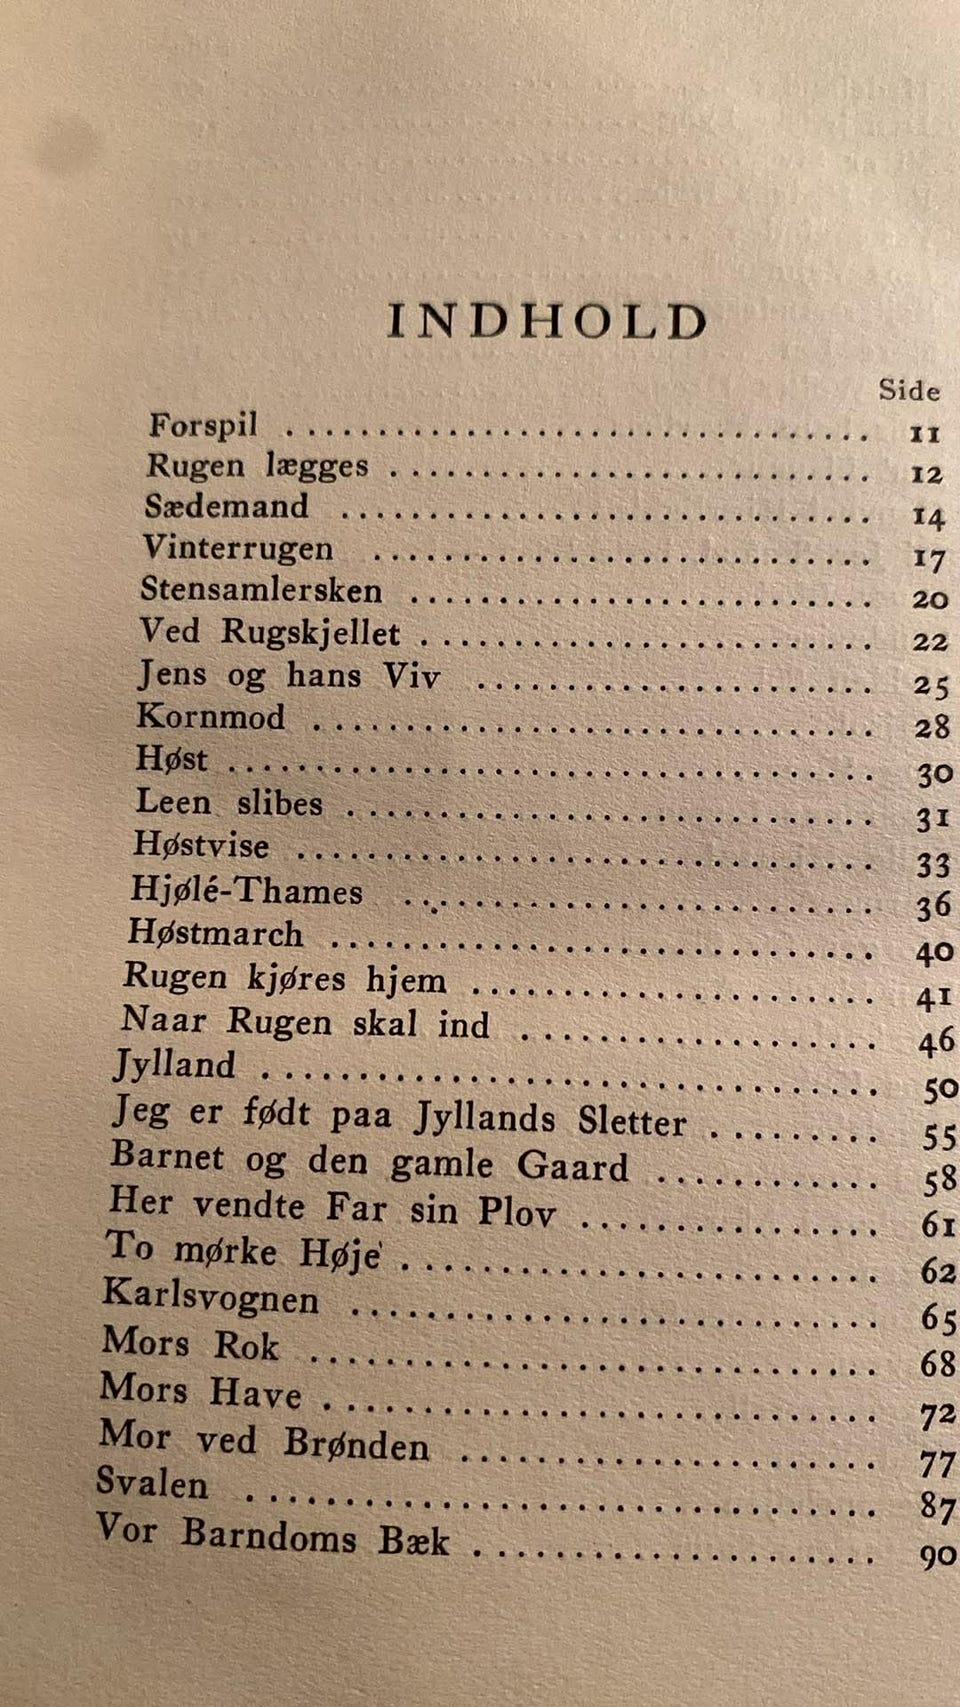 INDHOLD
Side
Forspil 11
Rugen lægges 12
Sædemand 14
Vinterrugen 17
Stensamlersken 20
Ved Rugskjellet 22
Jens og hans Viv 25
Kornmod 28
Høst 30
Leen slibes 31
Høstvise 33
Hjølé-Thames 36
Høstmarch 40
Rugen kjøres hjem 41
Naar Rugen skal ind 46
Jylland 50
Jeg er født paa Jyllands Sletter 55
Barnet og den gamle Gaard 58
Her vendte Far sin Plov 61
To mørke Høje 62
Karlsvognen 65
Mors Rok 68
Mors Have 72
Mor ved Brønden 77
Svalen 87
Vor Barndoms Bæk 90